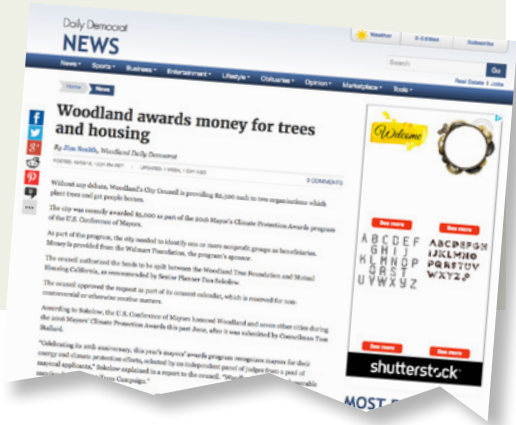 Daily Democrat
NEWS
Weather
E-Edition
Subscribe
Search
Go
News Sports Business Entertainment Lifestyle Obituaries Opinion Marketplace Tools
Real Estate Jobs
Home News
Woodland awards money for trees
and housing
By Jim Smith, Woodland Daily Democrat
0 COMMENTS
Without any debate, Woodland's City Council is providing $2,500 each to two organizations which
plant trees and get people homes.
The city was recently awarded $5,000 as part of the 2016 Mayor's Climate Protection Awards program
of the U.S. Conference of Mayors.
As part of the program, the city needed to identify one or more nonprofit groups as beneficiaries.
Money is provided from the Walmart Foundation, the program's sponsor.
The council authorized the funds to be split between the Woodland Tree Foundation and Mutual
Housing California, as recommended by Senior Planner Dan Sokolow.
The council approved the request as part of its consent calendar, which is reserved for non-
controversial or otherwise routine matters.
According to Sokolow, the U.S. Conference of Mayors honored Woodland and seven other cities during
the 2016 Mayors' Climate Protection Awards this past June, after it was submitted by Councilman Tom
Stallard.
"Celebrating its 10th anniversary, this year's mayors' awards program recognizes mayors for their
energy and climate protection efforts, selected by an independent panel of judges from a pool of
mayoral applicants," Sokolow explained in a report to the council.
Welcome
See more
See more
A B C D E F
G H I J
K L M N O P
Q R S T
U V W X Y Z
ABCDEFGH
IJKLMNO
PQRSTUV
WXYZ
See more
See more
shutterstock
MOST